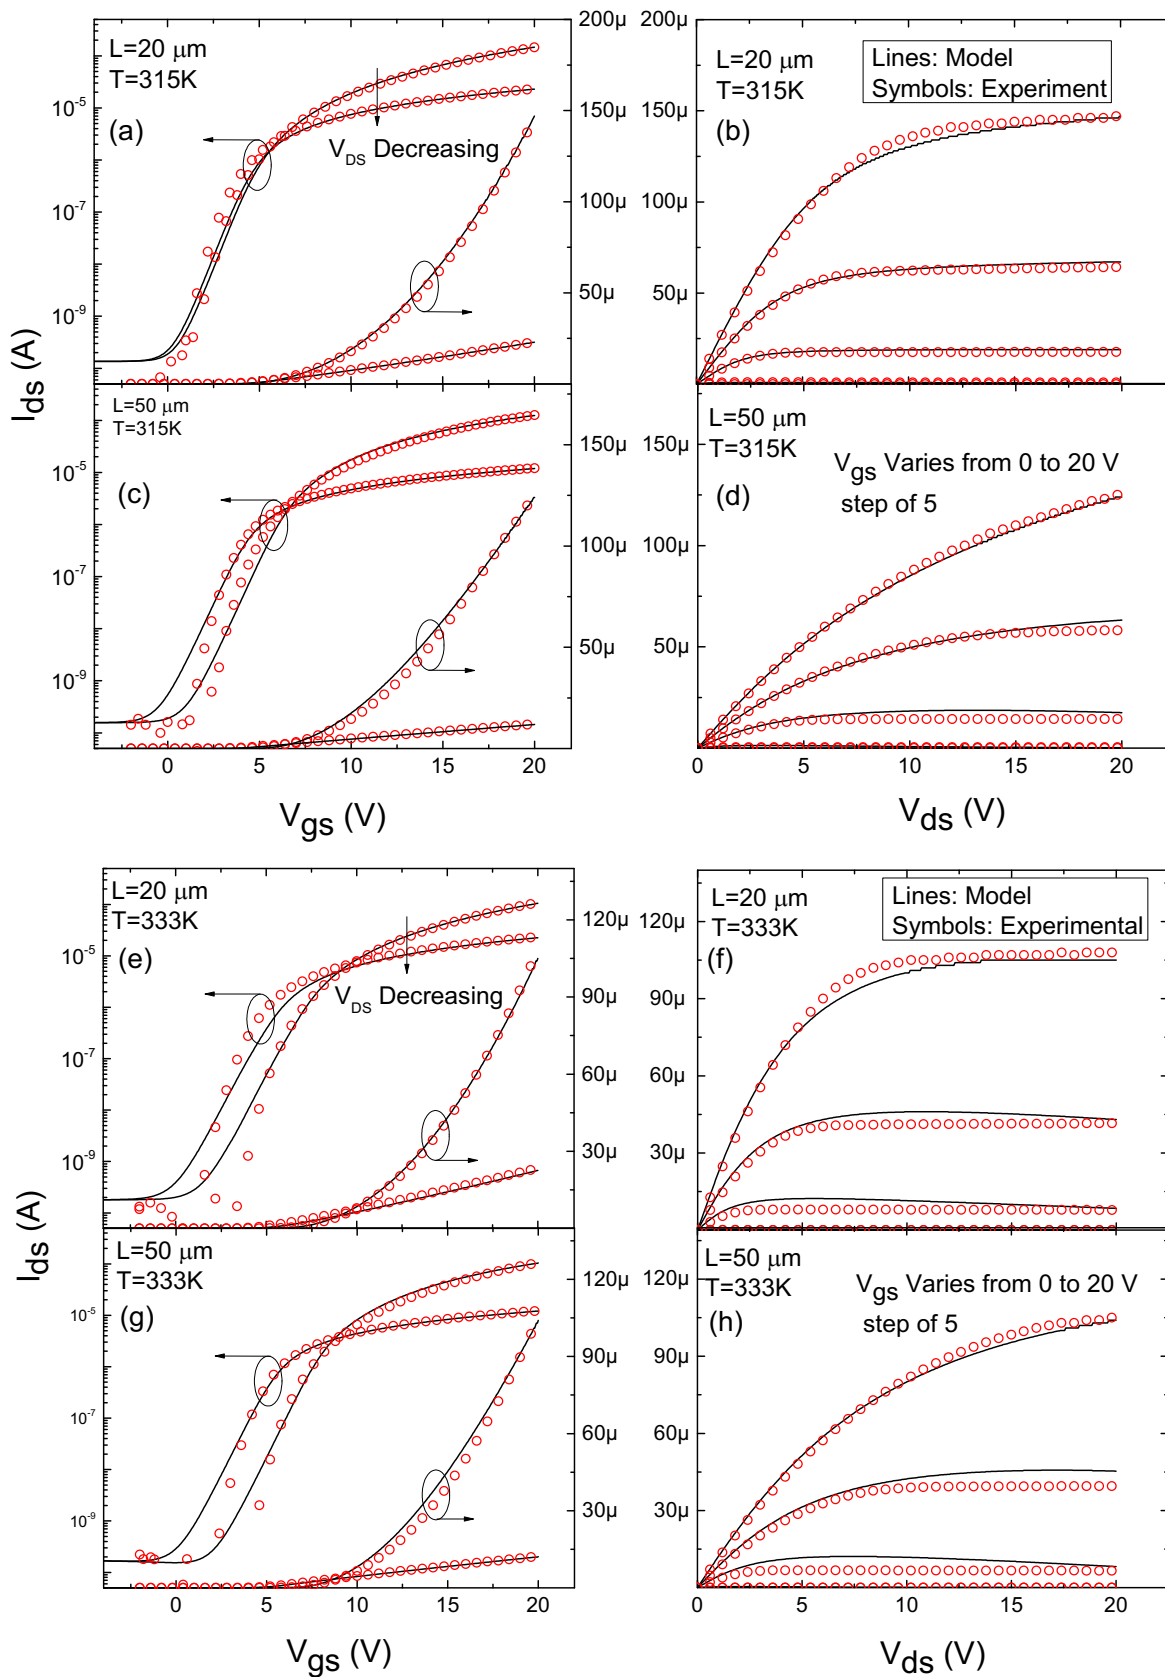 L=20 μm
T=315K
(a)
V_DS Decreasing
10⁻⁵
10⁻⁷
10⁻⁹
200μ
150μ
100μ
50μ
200μ
150μ
100μ
50μ
L=20 μm
T=315K
(b)
Lines: Model
Symbols: Experiment
I_ds (A)
L=50 μm
T=315K
(c)
10⁻⁵
10⁻⁷
10⁻⁹
150μ
100μ
50μ
0 5 10 15 20
V_gs (V)
150μ
100μ
50μ
L=50 μm
T=315K
(d)
V_gs Varies from 0 to 20 V
step of 5
0 5 10 15 20
V_ds (V)
L=20 μm
T=333K
(e)
V_DS Decreasing
10⁻⁵
10⁻⁷
10⁻⁹
120μ
90μ
60μ
30μ
120μ
90μ
60μ
30μ
L=20 μm
T=333K
(f)
Lines: Model
Symbols: Experimental
I_ds (A)
L=50 μm
T=333K
(g)
10⁻⁵
10⁻⁷
10⁻⁹
120μ
90μ
60μ
30μ
0 5 10 15 20
V_gs (V)
120μ
90μ
60μ
30μ
L=50 μm
T=333K
(h)
V_gs Varies from 0 to 20 V
step of 5
0 5 10 15 20
V_ds (V)